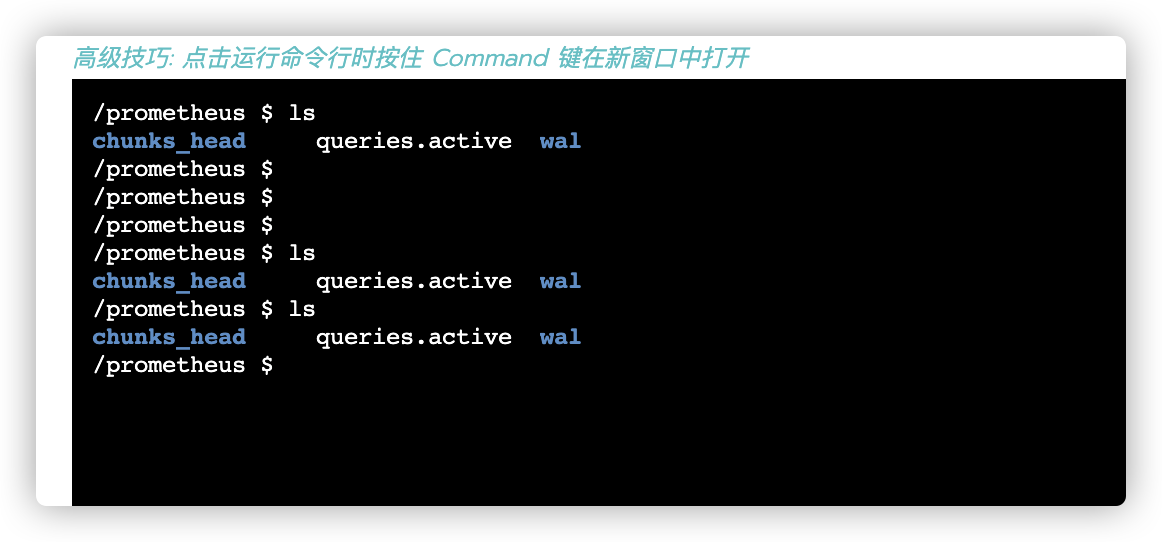 高级技巧: 点击运行命令行时按住 Command 键在新窗口中打开
/prometheus $ ls
chunks_head     queries.active  wal
/prometheus $
/prometheus $
/prometheus $
/prometheus $ ls
chunks_head     queries.active  wal
/prometheus $ ls
chunks_head     queries.active  wal
/prometheus $